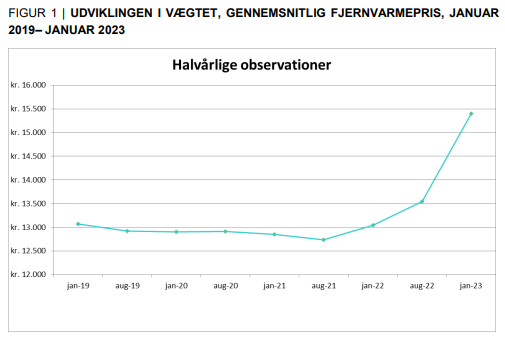 FIGUR 1 | UDVIKLINGEN I VÆGTET, GENNEMSNITLIG FJERNVARMEPRIS, JANUAR
2019– JANUAR 2023
Halvårlige observationer
kr. 16.000
kr. 15.500
kr. 15.000
kr. 14.500
kr. 14.000
kr. 13.500
kr. 13.000
kr. 12.500
kr. 12.000
jan-19 aug-19 jan-20 aug-20 jan-21 aug-21 jan-22 aug-22 jan-23